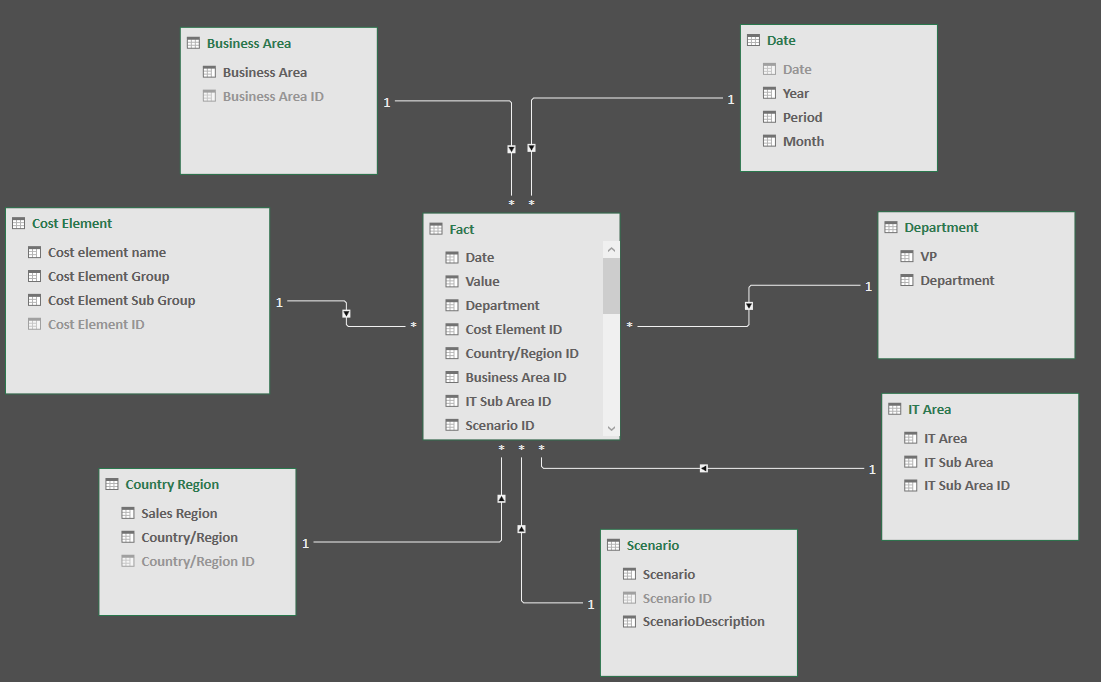 Business Area
Business Area
Business Area ID
1
Date
Date
Year
Period
Month
1
* *
Cost Element
Cost element name
Cost Element Group
Cost Element Sub Group
Cost Element ID
1
*
Fact
Date
Value
Department
Cost Element ID
Country/Region ID
Business Area ID
IT Sub Area ID
Scenario ID
*
1
Department
VP
Department
* * *
1
IT Area
IT Area
IT Sub Area
IT Sub Area ID
Country Region
Sales Region
Country/Region
Country/Region ID
1
1
Scenario
Scenario
Scenario ID
ScenarioDescription